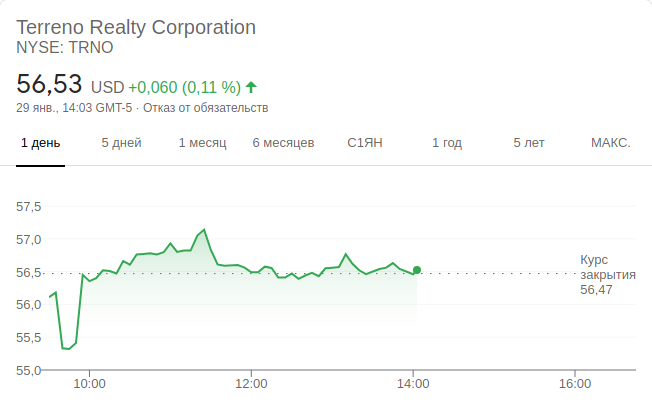 Terreno Realty Corporation
NYSE: TRNO
56,53 USD +0,060 (0,11 %)
29 янв., 14:03 GMT-5 · Отказ от обязательств
1 день 5 дней 1 месяц 6 месяцев С1ЯН 1 год 5 лет МАКС.
57,5
57,0
56,5
56,0
55,5
55,0
Курс
закрытия
56,47
10:00 12:00 14:00 16:00